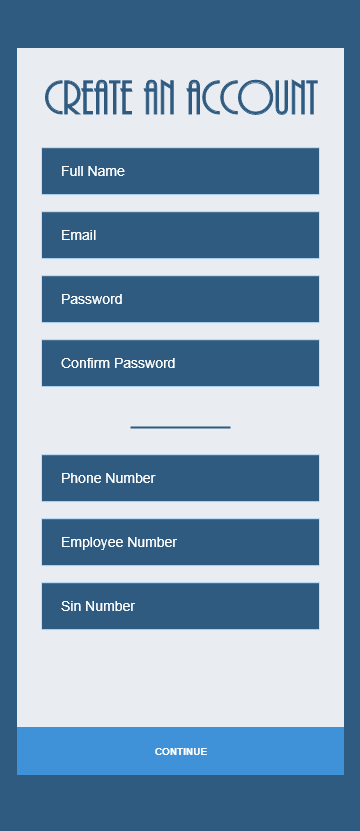 CREATE AN ACCOUNT
Full Name
Email
Password
Confirm Password
Phone Number
Employee Number
Sin Number
CONTINUE